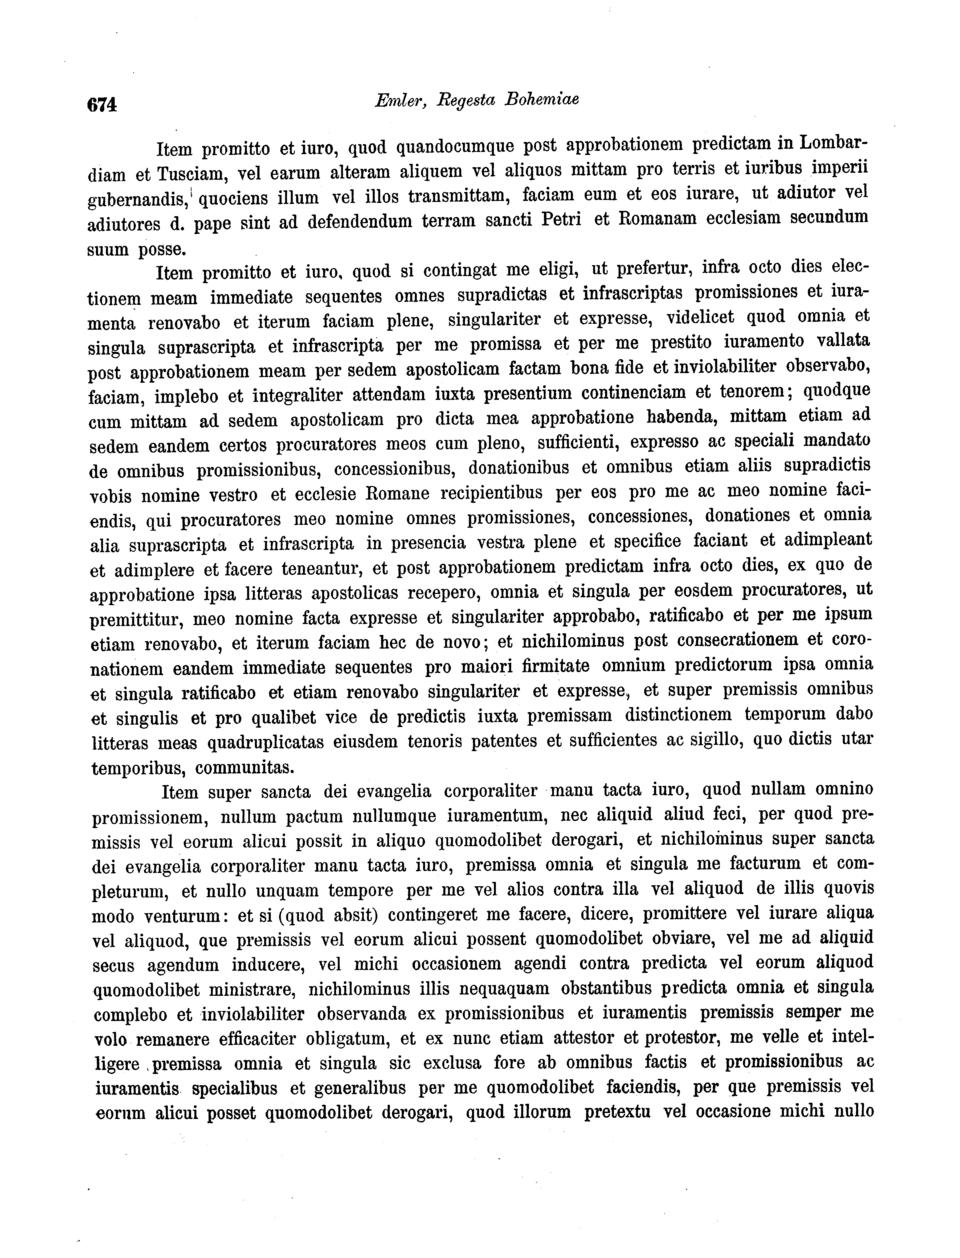 674
Emler, Regesta Bohemiae
Item promitto et iuro, quod quandocumque post approbationem predictam in Lombar-
diam et Tusciam, vel earum alteram aliquem vel aliquos mittam pro terris et iuribus imperii
gubernandis, quociens illum vel illos transmittam, faciam eum et eos iurare, ut adiutor vel
adiutores d. pape sint ad defendendum terram sancti Petri et Romanam ecclesiam secundum
suum posse.
Item promitto et iuro, quod si contingat me eligi, ut prefertur, infra octo dies elec-
tionem meam immediate sequentes omnes supradictas et infrascriptas promissiones et iura-
menta renovabo et iterum faciam plene, singulariter et expresse, videlicet quod omnia et
singula suprascripta et infrascripta per me promissa et per me prestito iuramento vallata
post approbationem meam per sedem apostolicam factam bona fide et inviolabiliter observabo,
faciam, implebo et integraliter attendam iuxta presentium continenciam et tenorem; quodque
cum mittam ad sedem apostolicam pro dicta mea approbatione habenda, mittam etiam ad
sedem eandem certos procuratores meos cum pleno, sufficienti, expresso ac speciali mandato
de omnibus promissionibus, concessionibus, donationibus et omnibus etiam aliis supradictis
vobis nomine vestro et ecclesie Romane recipientibus per eos pro me ac meo nomine faci-
endis, qui procuratores meo nomine omnes promissiones, concessiones, donationes et omnia
alia suprascripta et infrascripta in presencia vestra plene et specifice faciant et adimpleant
et adimplere et facere teneantur, et post approbationem predictam infra octo dies, ex quo de
approbatione ipsa litteras apostolicas recepero, omnia et singula per eosdem procuratores, ut
premittitur, meo nomine facta expresse et singulariter approbabo, ratificabo et per me ipsum
etiam renovabo, et iterum faciam hec de novo; et nichilominus post consecrationem et coro-
nationem eandem immediate sequentes pro maiori firmitate omnium predictorum ipsa omnia
et singula ratificabo et etiam renovabo singulariter et expresse, et super premissis omnibus
et singulis et pro qualibet vice de predictis iuxta premissam distinctionem temporum dabo
litteras meas quadruplicatas eiusdem tenoris patentes et sufficientes ac sigillo, quo dictis utar
temporibus, communitas.
Item super sancta dei evangelia corporaliter manu tacta iuro, quod nullam omnino
promissionem, nullum pactum nullumque iuramentum, nec aliquid aliud feci, per quod pre-
missis vel eorum alicui possit in aliquo quomodolibet derogari, et nichilominus super sancta
dei evangelia corporaliter manu tacta iuro, premissa omnia et singula me facturum et com-
pleturum, et nullo unquam tempore per me vel alios contra illa vel aliquod de illis quovis
modo venturum: et si (quod absit) contingeret me facere, dicere, promittere vel iurare aliqua
vel aliquod, que premissis vel eorum alicui possent quomodolibet obviare, vel me ad aliquid
secus agendum inducere, vel michi occasionem agendi contra predicta vel eorum aliquod
quomodolibet ministrare, nichilominus illis nequaquam obstantibus predicta omnia et singula
complebo et inviolabiliter observanda ex promissionibus et iuramentis premissis semper me
volo remanere efficaciter obligatum, et ex nunc etiam attestor et protestor, me velle et intel-
ligere premissa omnia et singula sic exclusa fore ab omnibus factis et promissionibus ac
iuramentis specialibus et generalibus per me quomodolibet faciendis, per que premissis vel
eorum alicui posset quomodolibet derogari, quod illorum pretextu vel occasione michi nullo